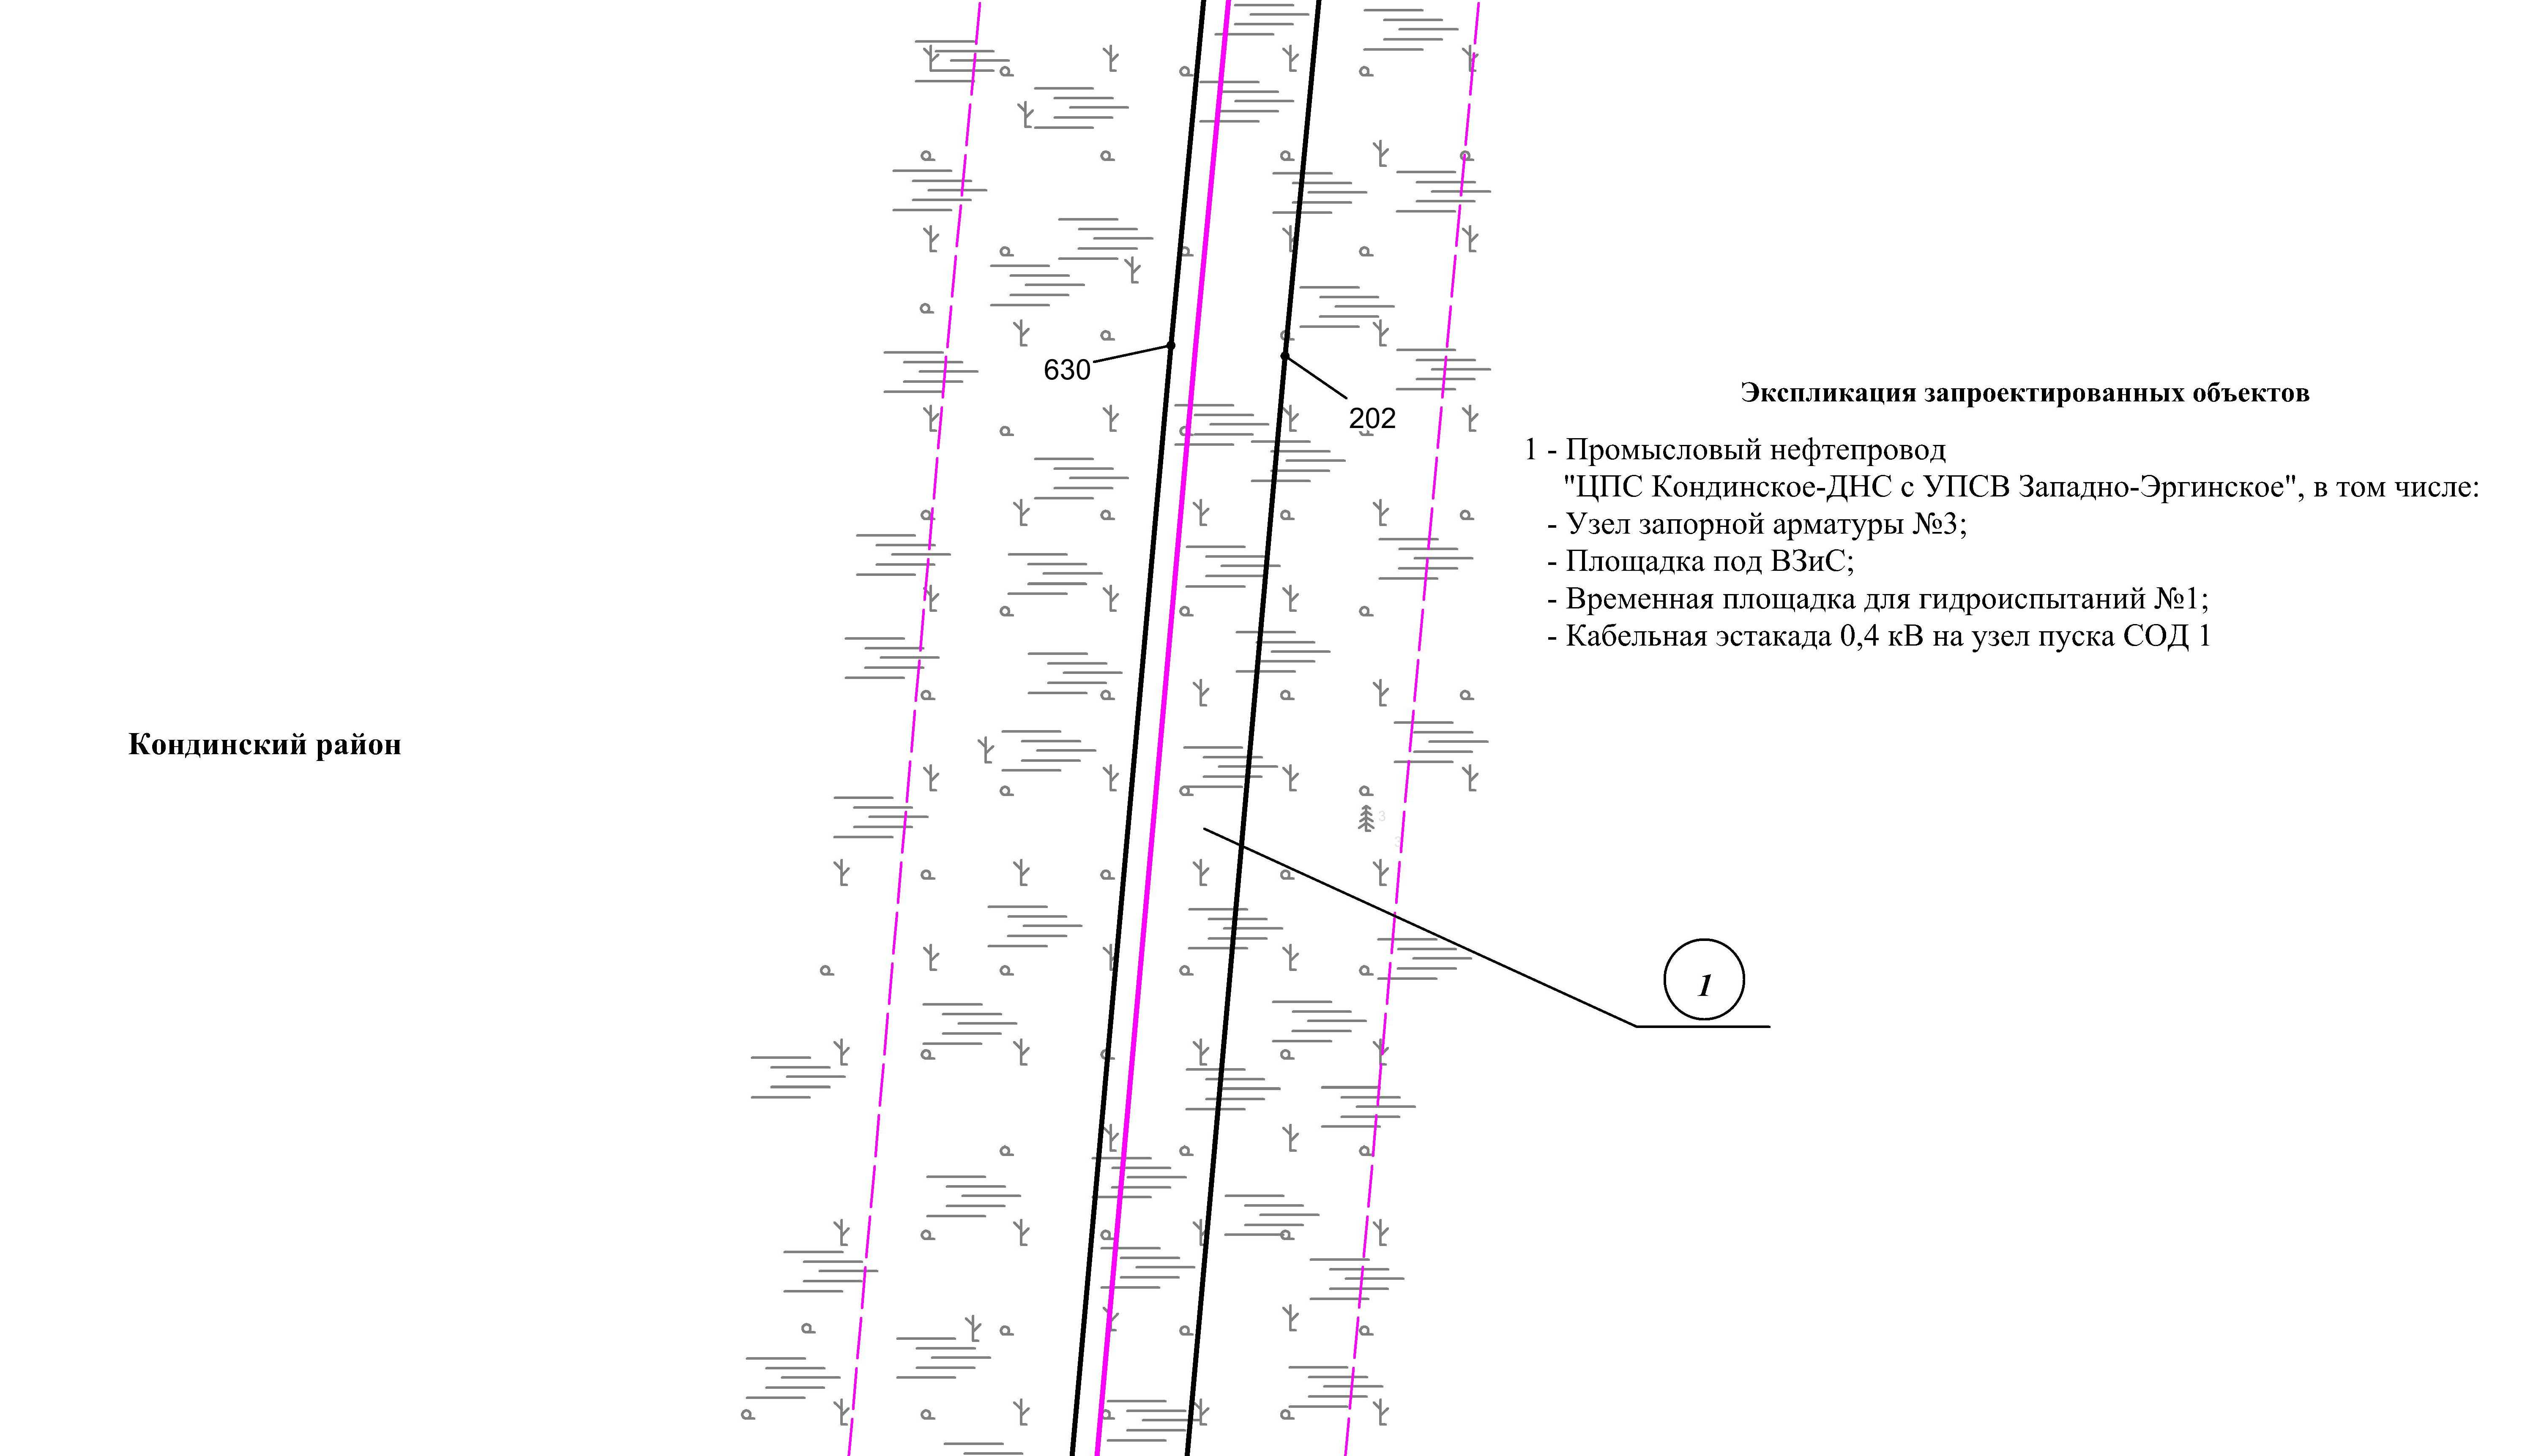 630
202
Экспликация запроектированных объектов
1 - Промысловый нефтепровод
"ЦПС Кондинское-ДНС с УПСВ Западно-Эргинское", в том числе:
- Узел запорной арматуры №3;
- Площадка под ВЗиС;
- Временная площадка для гидроиспытаний №1;
- Кабельная эстакада 0,4 кВ на узел пуска СОД 1
Кондинский район
3
1